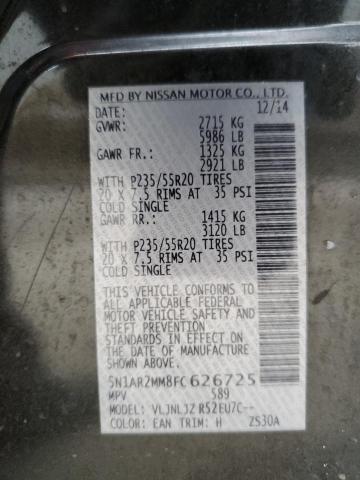 MFD BY NISSAN MOTOR CO., LTD.
DATE: 12/14
GVWR: 2715 KG
5986 LB
GAWR FR.: 1325 KG
2921 LB
WITH P235/55R20 TIRES
20 X 7.5 RIMS AT 35 PSI
COLD SINGLE
GAWR RR.: 1415 KG
3120 LB
WITH P235/55R20 TIRES
20 X 7.5 RIMS AT 35 PSI
COLD SINGLE
THIS VEHICLE CONFORMS TO
ALL APPLICABLE FEDERAL
MOTOR VEHICLE SAFETY AND
THEFT PREVENTION
STANDARDS IN EFFECT ON
THE DATE OF MANUFACTURE
SHOWN ABOVE.
5N1AR2MM8FC626725
MPV 589
MODEL: VLJNLJZ R52EU7C--
COLOR: EAN TRIM: H ZS30A